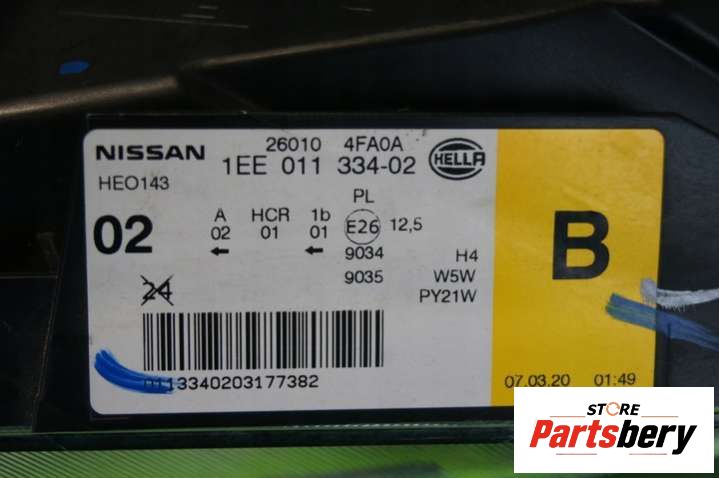 NISSAN 26010 4FA0A
1EE 011 334-02 HELLA
HEO143
PL
02 A HCR 1b E26 12,5
02 01 01
9034 H4
9035 W5W
24 PY21W
B
0113340203177382
07.03.20 01:49
STORE
Partsbery